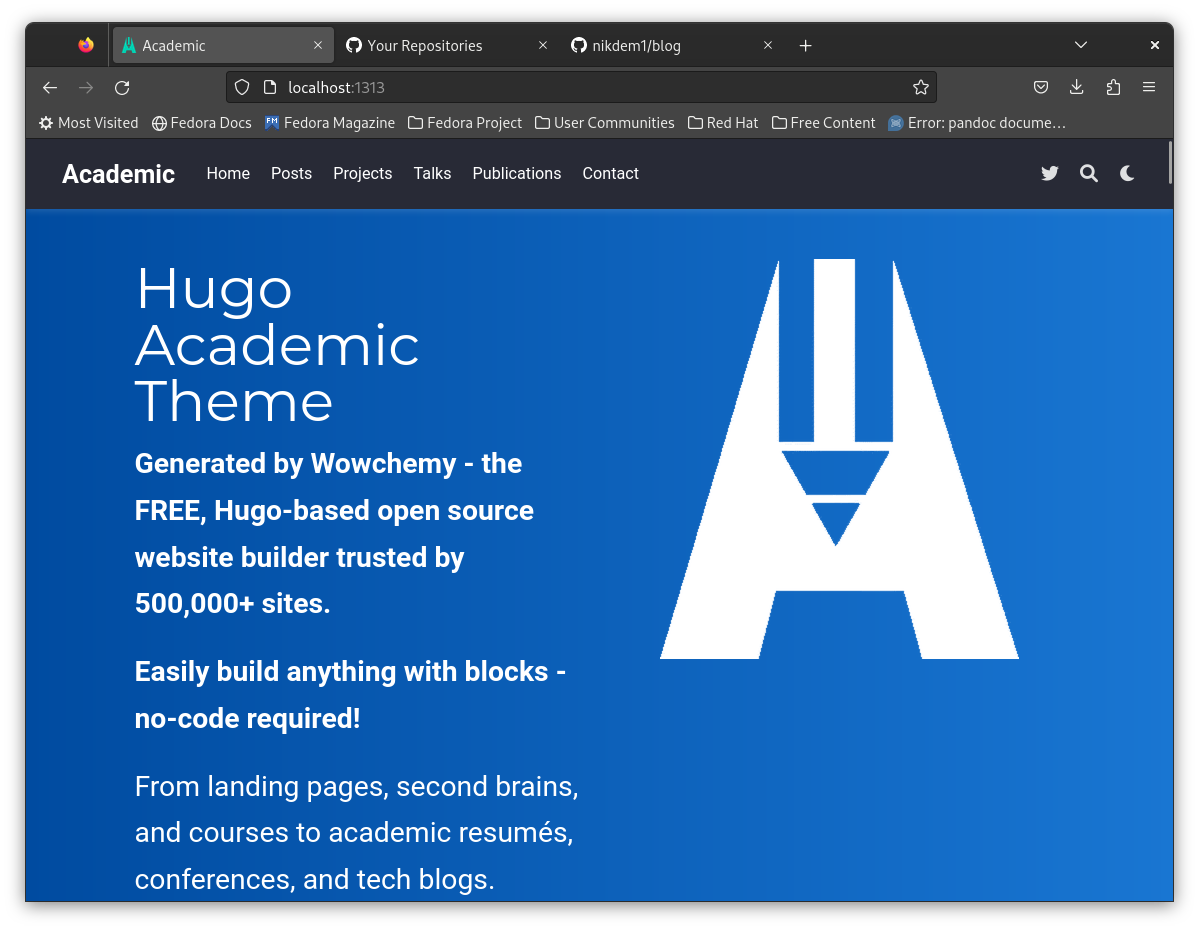 Academic
Your Repositories
nikdem1/blog
localhost:1313
Most Visited Fedora Docs FM Fedora Magazine Fedora Project User Communities Red Hat Free Content Error: pandoc docume…
Academic Home Posts Projects Talks Publications Contact
Hugo
Academic
Theme
Generated by Wowchemy - the
FREE, Hugo-based open source
website builder trusted by
500,000+ sites.
Easily build anything with blocks -
no-code required!
From landing pages, second brains,
and courses to academic resumés,
conferences, and tech blogs.